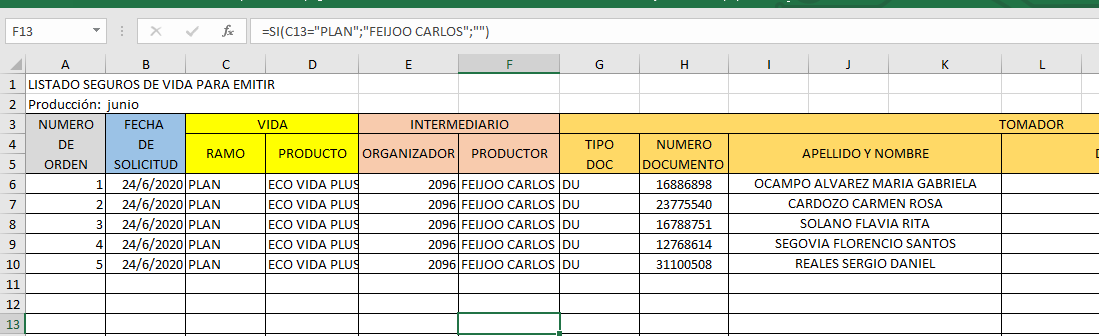 F13 fx =SI(C13="PLAN";"FEIJOO CARLOS";"")
A B C D E F G H I J K L
1 LISTADO SEGUROS DE VIDA PARA EMITIR
2 Producción: junio
3 NUMERO FECHA VIDA INTERMEDIARIO TOMADOR
4 DE DE RAMO PRODUCTO ORGANIZADOR PRODUCTOR TIPO NUMERO APELLIDO Y NOMBRE D
5 ORDEN SOLICITUD DOC DOCUMENTO
6 1 24/6/2020 PLAN ECO VIDA PLUS 2096 FEIJOO CARLOS DU 16886898 OCAMPO ALVAREZ MARIA GABRIELA
7 2 24/6/2020 PLAN ECO VIDA PLUS 2096 FEIJOO CARLOS DU 23775540 CARDOZO CARMEN ROSA
8 3 24/6/2020 PLAN ECO VIDA PLUS 2096 FEIJOO CARLOS DU 16788751 SOLANO FLAVIA RITA
9 4 24/6/2020 PLAN ECO VIDA PLUS 2096 FEIJOO CARLOS DU 12768614 SEGOVIA FLORENCIO SANTOS
10 5 24/6/2020 PLAN ECO VIDA PLUS 2096 FEIJOO CARLOS DU 31100508 REALES SERGIO DANIEL
11
12
13